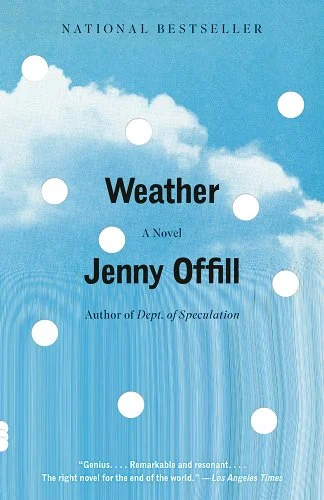 NATIONAL BESTSELLER
Weather
A Novel
Jenny Offill
Author of Dept. of Speculation
“Genius. . . . Remarkable and resonant. . . .
The right novel for the end of the world.” —Los Angeles Times